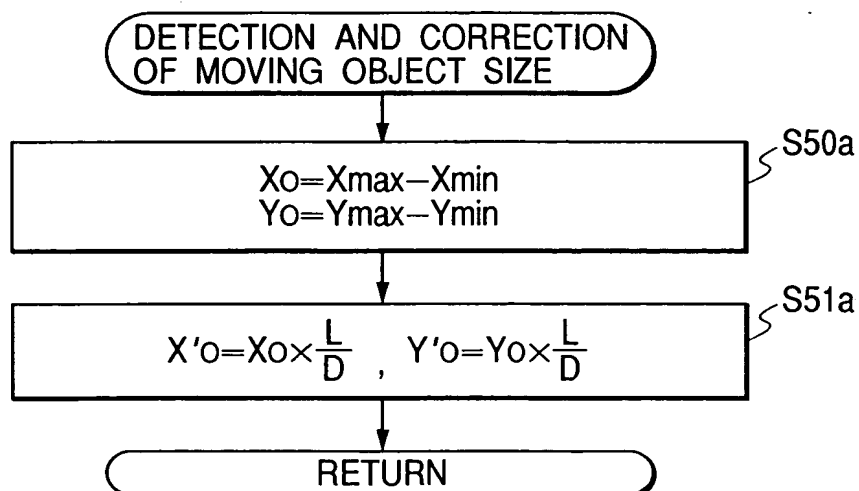 DETECTION AND CORRECTION
OF MOVING OBJECT SIZE
S50a
Xo=Xmax−Xmin
Yo=Ymax−Ymin
S51a
X'o=Xo×L/D , Y'o=Yo×L/D
RETURN